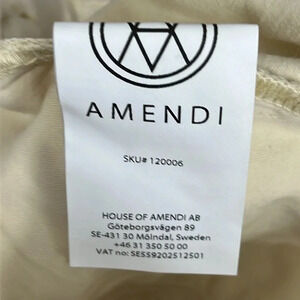 AMENDI
SKU# 120006
HOUSE OF AMENDI AB
Göteborgsvägen 89
SE-431 30 Mölndal, Sweden
+46 31 350 50 00
VAT no: SE559202512501